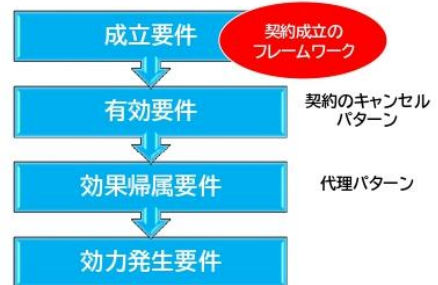 成立要件
契約成立の
フレームワーク
有効要件
契約のキャンセル
パターン
効果帰属要件
代理パターン
効力発生要件